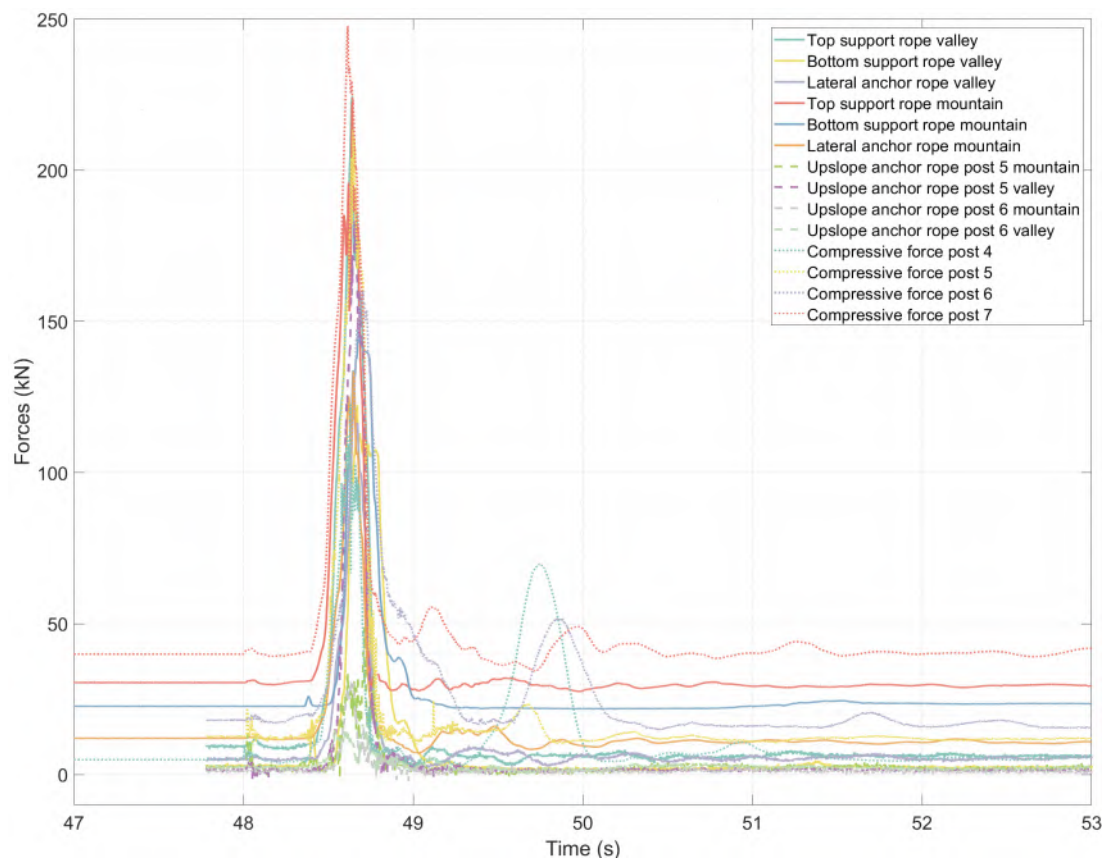 250
200
150
100
50
0
Forces (kN)
47
48
49
50
51
52
53
Time (s)
Top support rope valley
Bottom support rope valley
Lateral anchor rope valley
Top support rope mountain
Bottom support rope mountain
Lateral anchor rope mountain
Upslope anchor rope post 5 mountain
Upslope anchor rope post 5 valley
Upslope anchor rope post 6 mountain
Upslope anchor rope post 6 valley
Compressive force post 4
Compressive force post 5
Compressive force post 6
Compressive force post 7